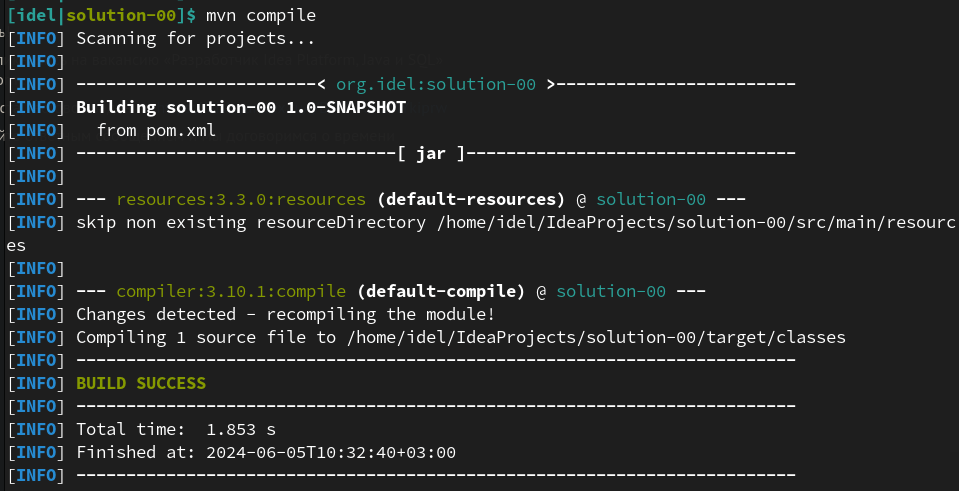 [idel|solution-00]$ mvn compile
[INFO] Scanning for projects...
[INFO]
[INFO] ------------------------< org.idel:solution-00 >------------------------
[INFO] Building solution-00 1.0-SNAPSHOT
[INFO]   from pom.xml
[INFO] --------------------------------[ jar ]---------------------------------
[INFO]
[INFO] --- resources:3.3.0:resources (default-resources) @ solution-00 ---
[INFO] skip non existing resourceDirectory /home/idel/IdeaProjects/solution-00/src/main/resourc
es
[INFO]
[INFO] --- compiler:3.10.1:compile (default-compile) @ solution-00 ---
[INFO] Changes detected - recompiling the module!
[INFO] Compiling 1 source file to /home/idel/IdeaProjects/solution-00/target/classes
[INFO] ------------------------------------------------------------------------
[INFO] BUILD SUCCESS
[INFO] ------------------------------------------------------------------------
[INFO] Total time:  1.853 s
[INFO] Finished at: 2024-06-05T10:32:40+03:00
[INFO] ------------------------------------------------------------------------